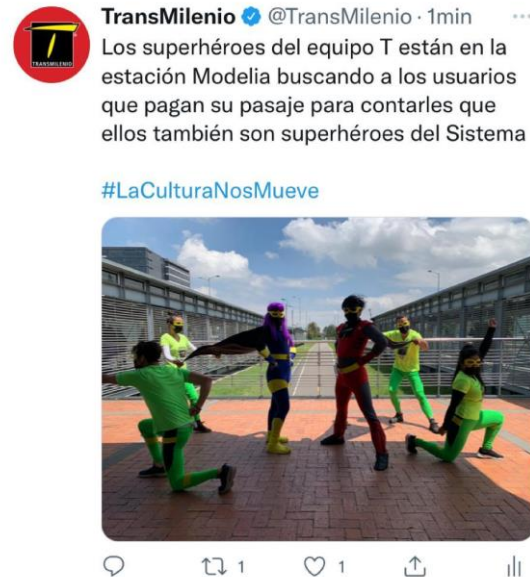 TransMilenio @TransMilenio · 1min
TRANSMILENIO
Los superhéroes del equipo T están en la
estación Modelia buscando a los usuarios
que pagan su pasaje para contarles que
ellos también son superhéroes del Sistema
#LaCulturaNosMueve
1
1